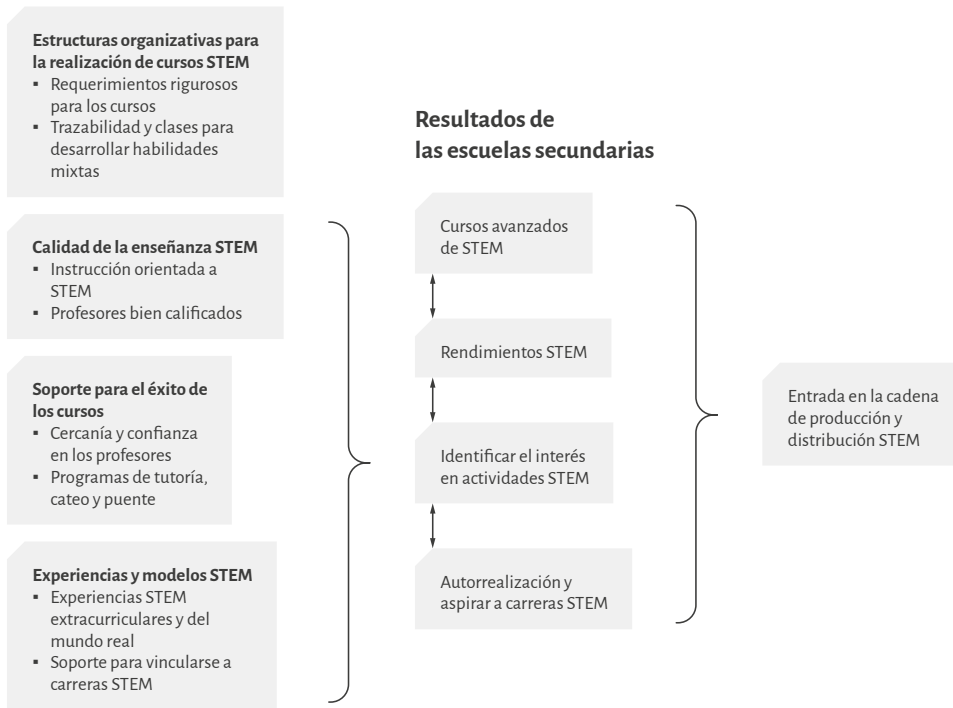 Estructuras organizativas para
la realización de cursos STEM
▪ Requerimientos rigurosos
para los cursos
▪ Trazabilidad y clases para
desarrollar habilidades
mixtas
Calidad de la enseñanza STEM
▪ Instrucción orientada a
STEM
▪ Profesores bien calificados
Soporte para el éxito de
los cursos
▪ Cercanía y confianza
en los profesores
▪ Programas de tutoría,
cateo y puente
Experiencias y modelos STEM
▪ Experiencias STEM
extracurriculares y del
mundo real
▪ Soporte para vincularse a
carreras STEM
Resultados de
las escuelas secundarias
Cursos avanzados
de STEM
Rendimientos STEM
Identificar el interés
en actividades STEM
Autorrealización y
aspirar a carreras STEM
Entrada en la cadena
de producción y
distribución STEM